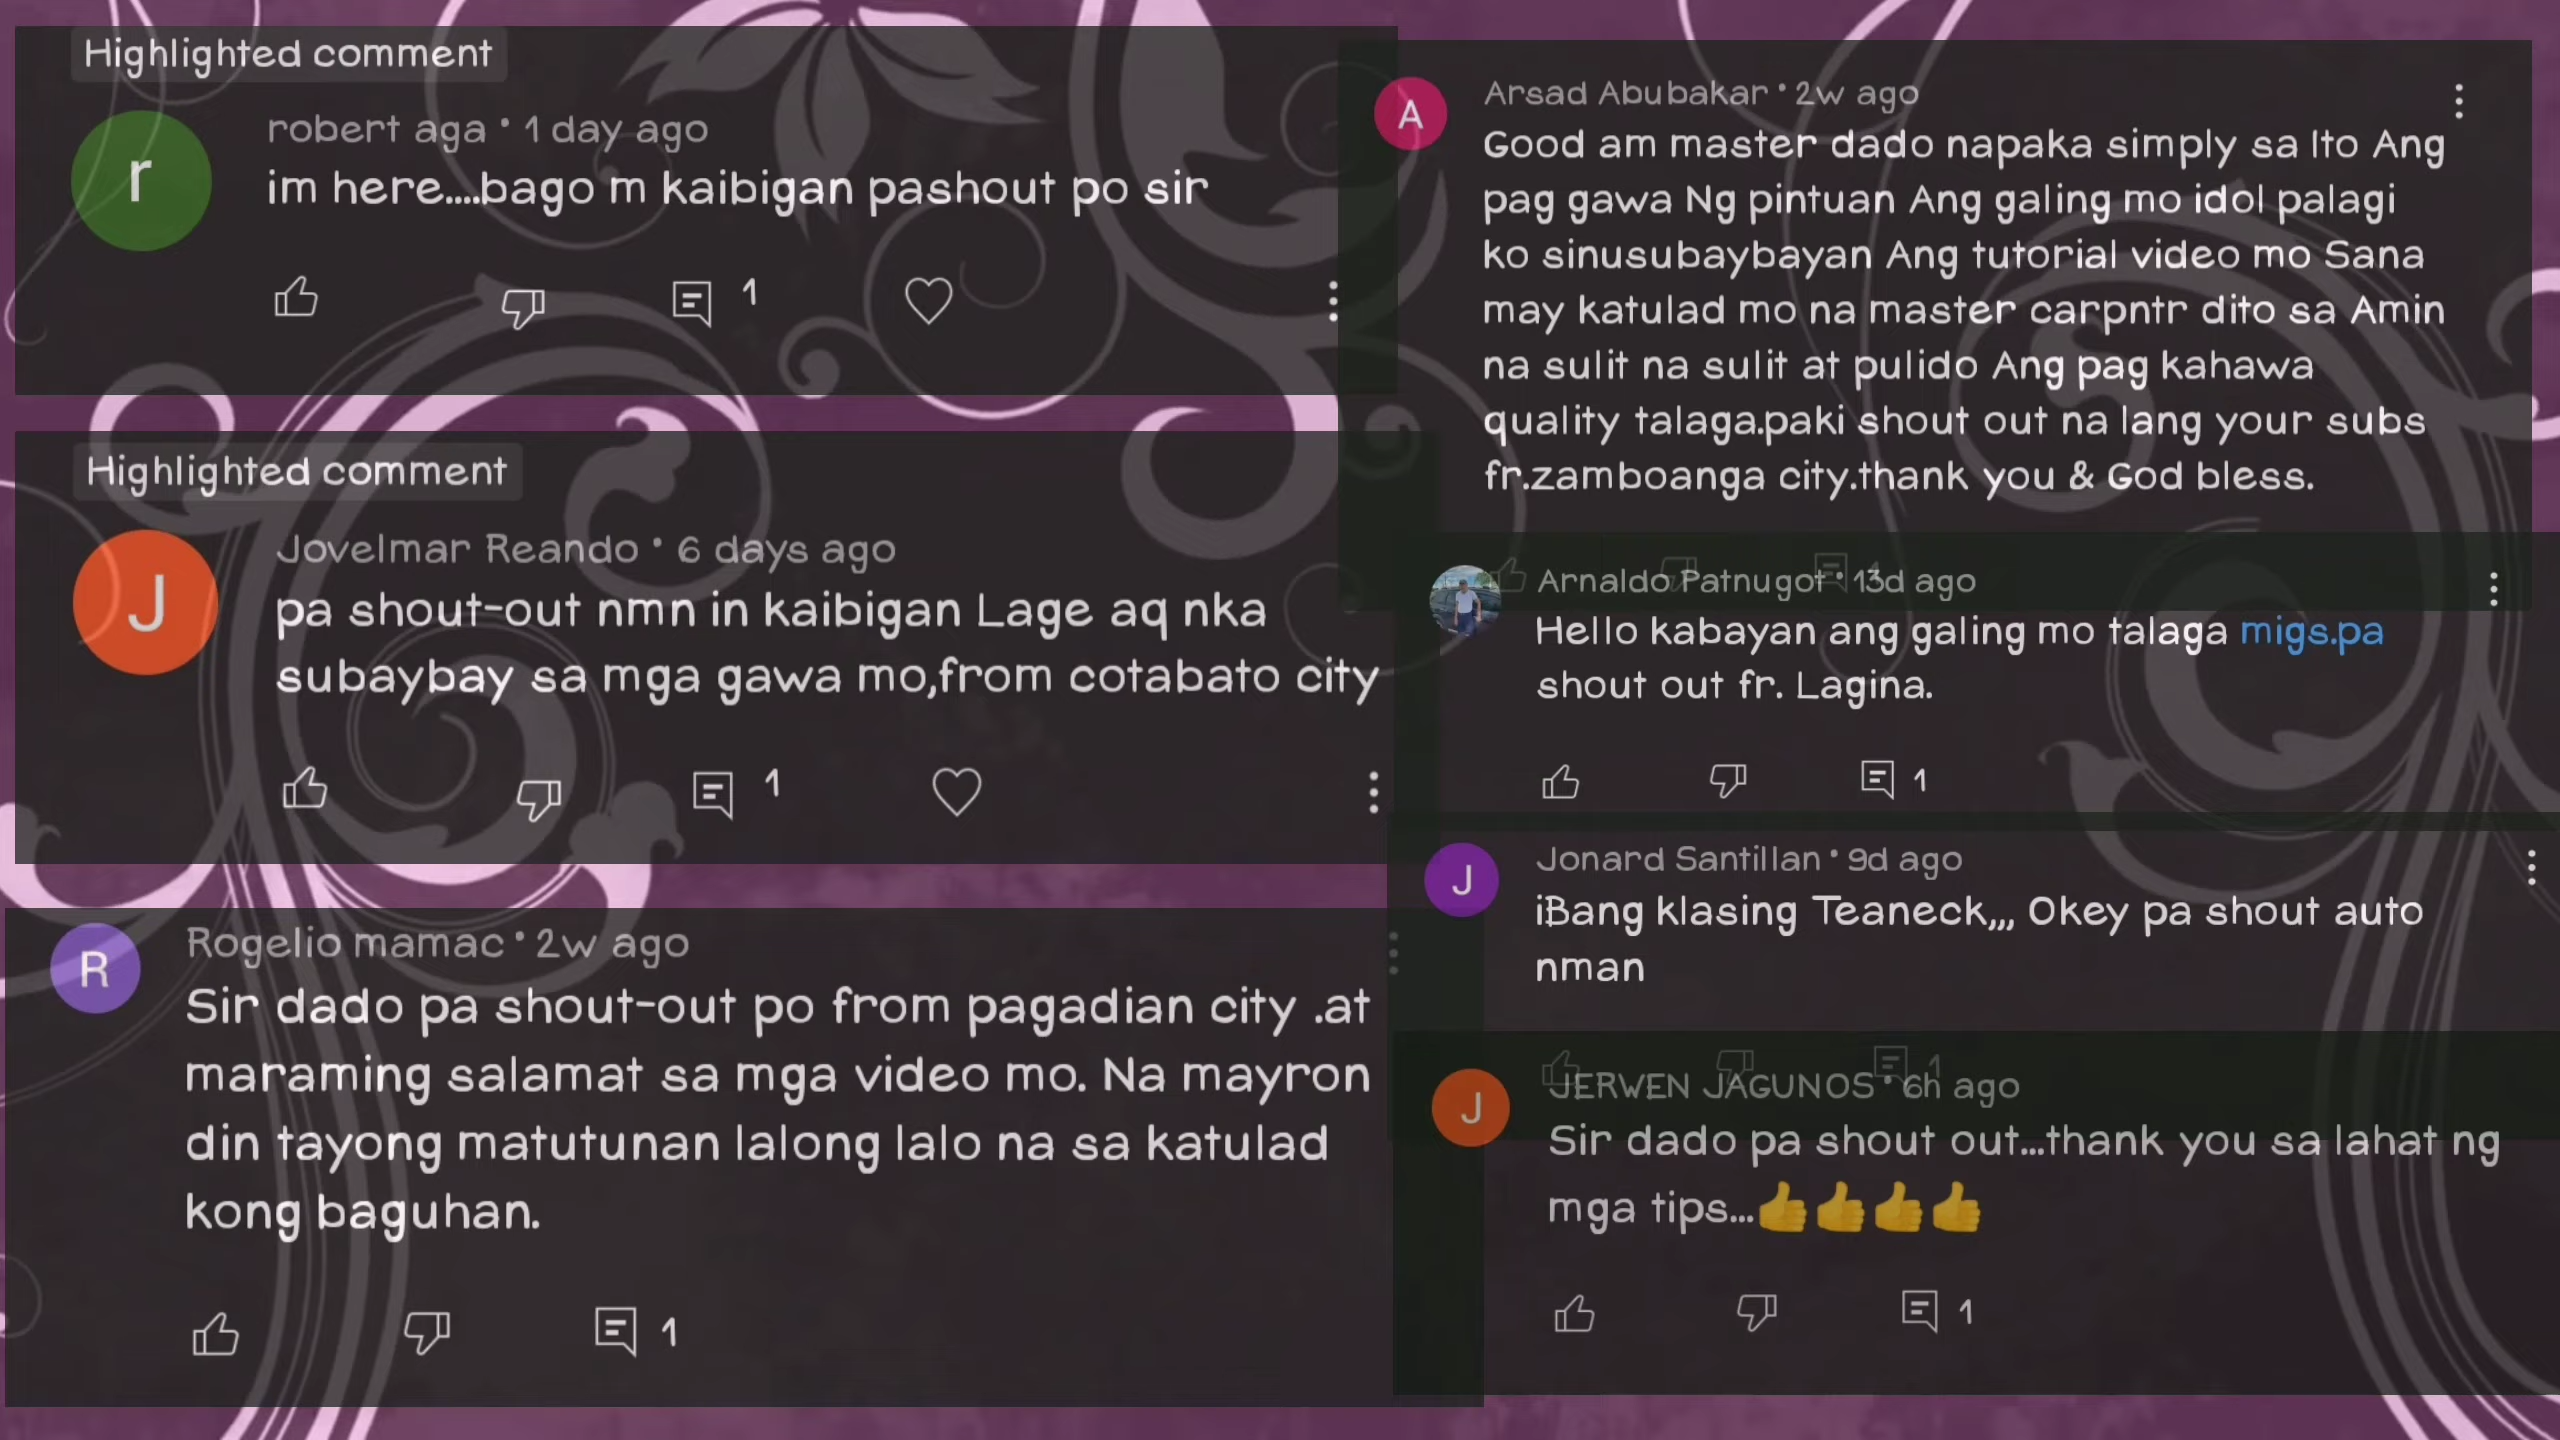 Highlighted comment
r
robert aga • 1 day ago
im here....bago m kaibigan pashout po sir
1
Highlighted comment
J
Jovelmar Reando • 6 days ago
pa shout-out nmn in kaibigan Lage aq nka
subaybay sa mga gawa mo,from cotabato city
1
R
Rogelio mamac • 2w ago
Sir dado pa shout-out po from pagadian city .at
maraming salamat sa mga video mo. Na mayron
din tayong matutunan lalong lalo na sa katulad
kong baguhan.
1
A
Arsad Abubakar • 2w ago
Good am master dado napaka simply sa Ito Ang
pag gawa Ng pintuan Ang galing mo idol palagi
ko sinusubaybayan Ang tutorial video mo Sana
may katulad mo na master carpntr dito sa Amin
na sulit na sulit at pulido Ang pag kahawa
quality talaga.paki shout out na lang your subs
fr.zamboanga city.thank you & God bless.
Arnaldo Patnugot • 13d ago
Hello kabayan ang galing mo talaga migs.pa
shout out fr. Lagina.
1
J
Jonard Santillan • 9d ago
iBang klasing Teaneck,,, Okey pa shout auto
nman
1
J
JERWEN JAGUNOS • 6h ago
Sir dado pa shout out...thank you sa lahat ng
mga tips...👍👍👍👍
1